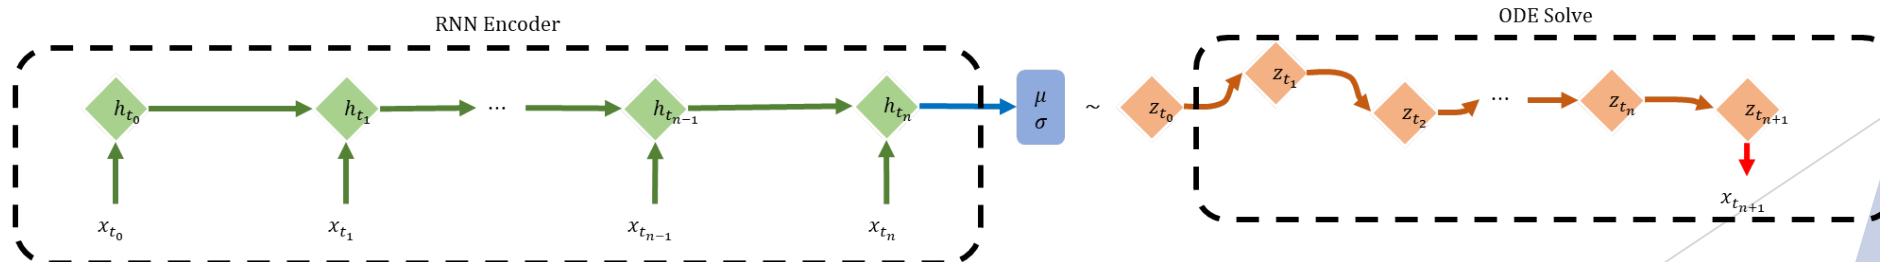 RNN Encoder
ODE Solve
h_{t_0} h_{t_1} ... h_{t_{n-1}} h_{t_n} μ σ ~ z_{t_0} z_{t_1} z_{t_2} ... z_{t_n} z_{t_{n+1}}
x_{t_0} x_{t_1} x_{t_{n-1}} x_{t_n} x_{t_{n+1}}